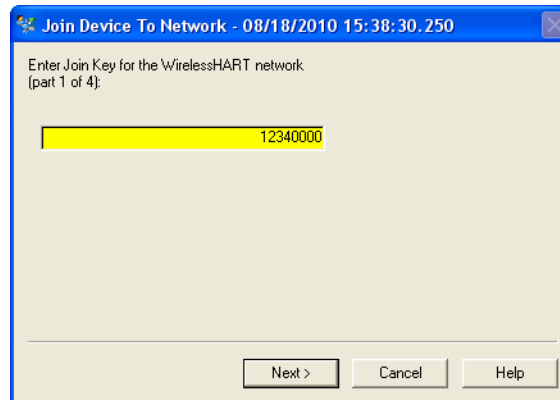 Join Device To Network - 08/18/2010 15:38:30.250
Enter Join Key for the WirelessHART network
(part 1 of 4):
12340000
Next >
Cancel
Help